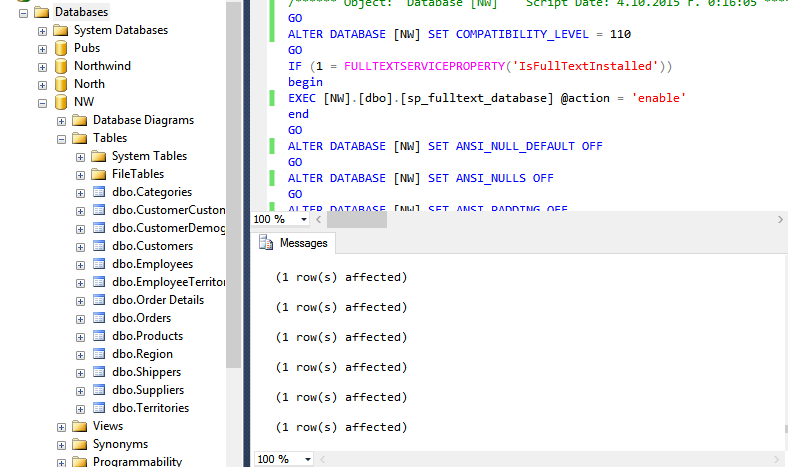 Databases
System Databases
Pubs
Northwind
North
NW
Database Diagrams
Tables
System Tables
FileTables
dbo.Categories
dbo.CustomerCuston
dbo.CustomerDemog
dbo.Customers
dbo.Employees
dbo.EmployeeTerritor
dbo.Order Details
dbo.Orders
dbo.Products
dbo.Region
dbo.Shippers
dbo.Suppliers
dbo.Territories
Views
Synonyms
Programmability
/****** Object:  Database [NW]    Script Date: 4.10.2015 г. 0:16:05 ****
GO
ALTER DATABASE [NW] SET COMPATIBILITY_LEVEL = 110
GO
IF (1 = FULLTEXTSERVICEPROPERTY('IsFullTextInstalled'))
begin
EXEC [NW].[dbo].[sp_fulltext_database] @action = 'enable'
end
GO
ALTER DATABASE [NW] SET ANSI_NULL_DEFAULT OFF
GO
ALTER DATABASE [NW] SET ANSI_NULLS OFF
GO
ALTER DATABASE [NW] SET ANSI_PADDING OFF
100 %
Messages
(1 row(s) affected)
(1 row(s) affected)
(1 row(s) affected)
(1 row(s) affected)
(1 row(s) affected)
(1 row(s) affected)
100 %